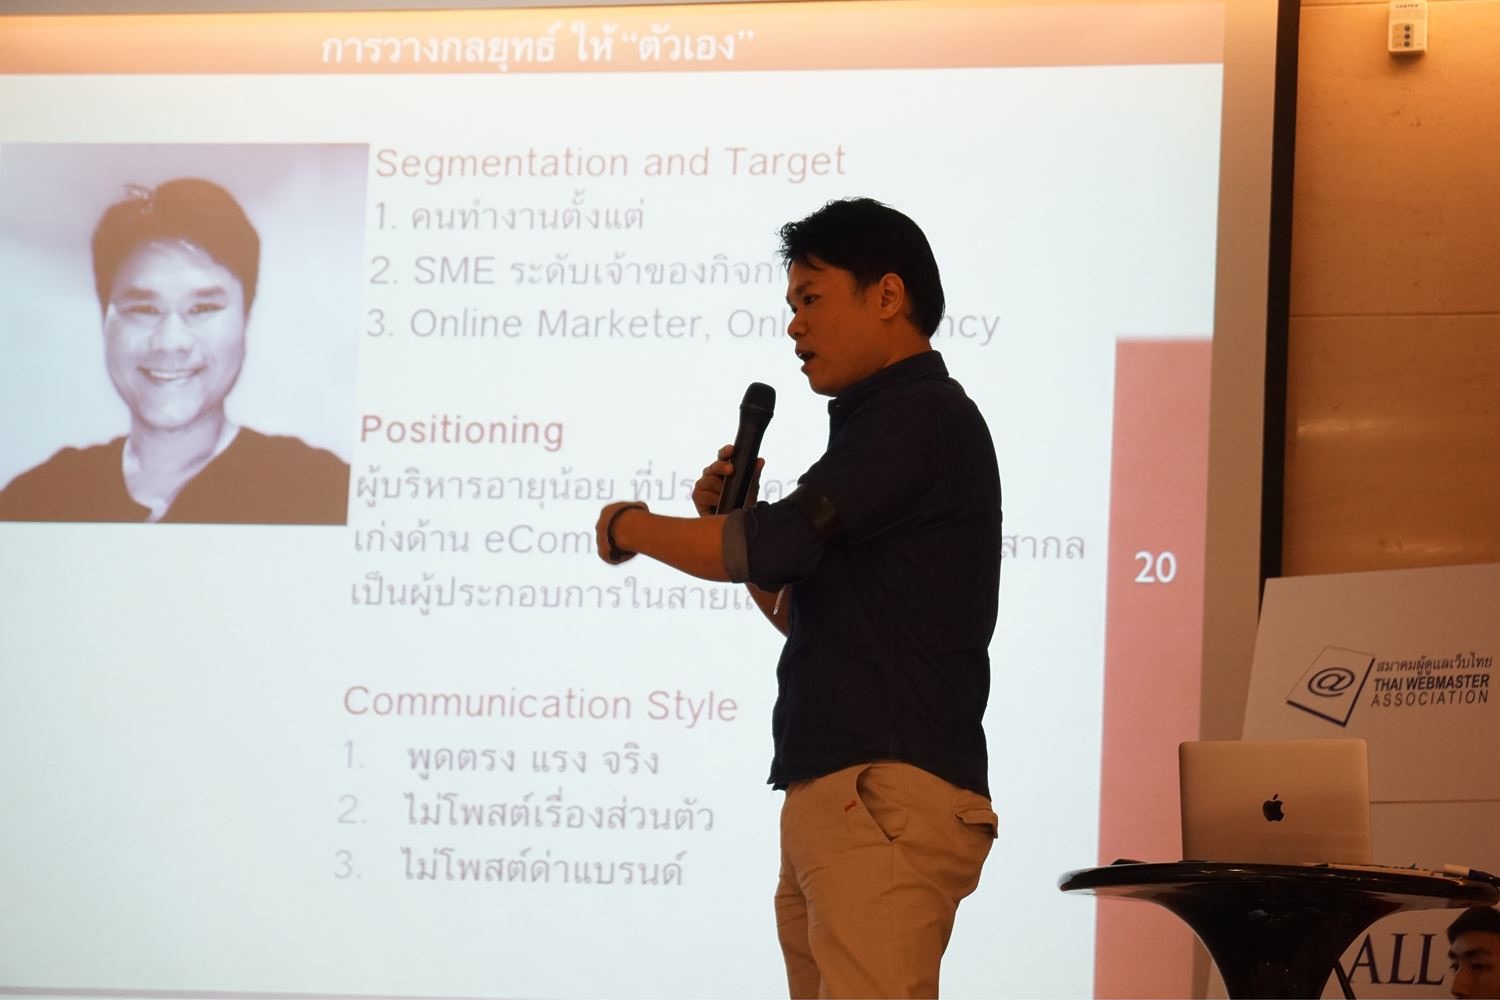 การวางกลยุทธ์ ให้ “ตัวเอง”
Segmentation and Target
1. คนทำงานตั้งแต่
2. SME ระดับเจ้าของกิจก
3. Online Marketer, Onl ncy
Positioning
ผู้บริหารอายุน้อย ที่ปร
เก่งด้าน eCom สากล
เป็นผู้ประกอบการในสาย
Communication Style
1. พูดตรง แรง จริง
2. ไม่โพสต์เรื่องส่วนตัว
3. ไม่โพสต์ด่าแบรนด์
20
สมาคมผู้ดูแลเว็บไทย
THAI WEBMASTER
ASSOCIATION
ALL